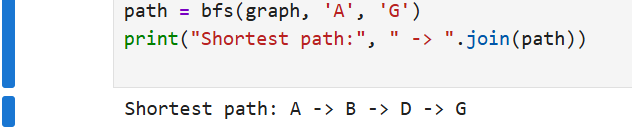 path = bfs(graph, 'A', 'G')
print("Shortest path:", " -> ".join(path))
Shortest path: A -> B -> D -> G